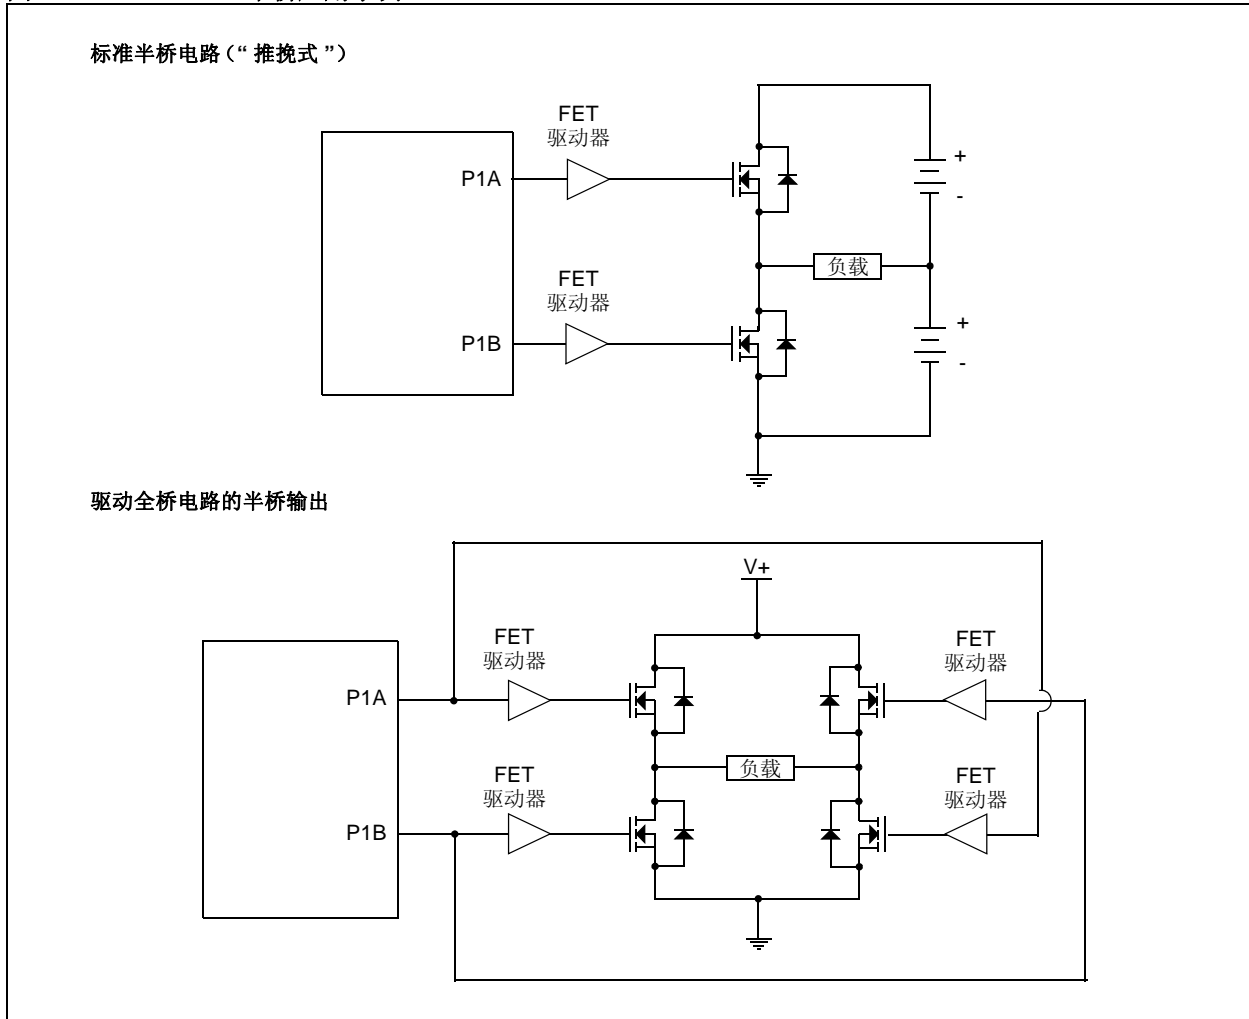 标准半桥电路（“ 推挽式 ”）
FET
驱动器
P1A
+
-
负载
FET
驱动器
P1B
+
-
驱动全桥电路的半桥输出
V+
FET
驱动器
FET
驱动器
P1A
负载
FET
驱动器
FET
驱动器
P1B